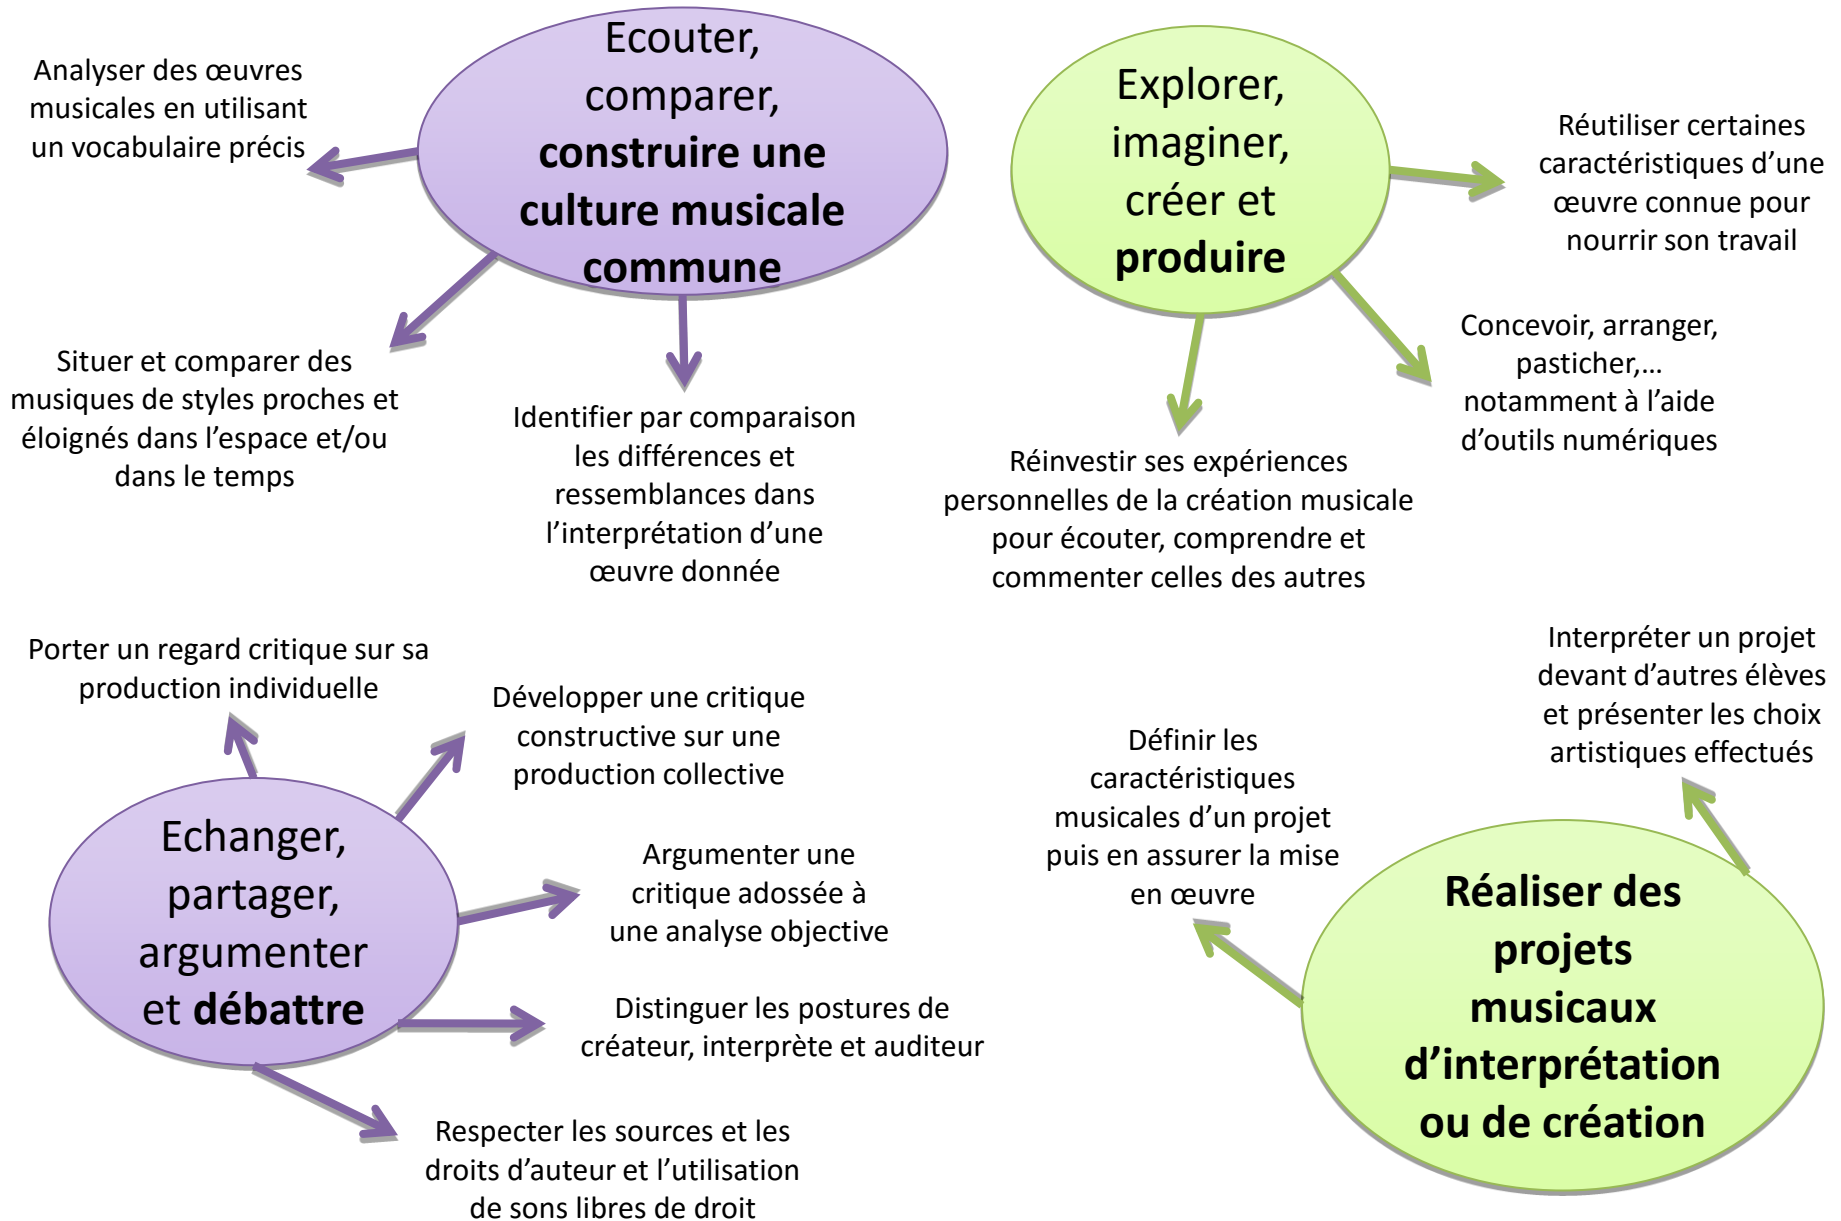 Analyser des œuvres
musicales en utilisant
un vocabulaire précis
Ecouter,
comparer,
construire une
culture musicale
commune
Situer et comparer des
musiques de styles proches et
éloignés dans l’espace et/ou
dans le temps
Identifier par comparaison
les différences et
ressemblances dans
l’interprétation d’une
œuvre donnée
Explorer,
imaginer,
créer et
produire
Réutiliser certaines
caractéristiques d’une
œuvre connue pour
nourrir son travail
Concevoir, arranger,
pasticher,…
notamment à l’aide
d’outils numériques
Réinvestir ses expériences
personnelles de la création musicale
pour écouter, comprendre et
commenter celles des autres
Porter un regard critique sur sa
production individuelle
Développer une critique
constructive sur une
production collective
Echanger,
partager,
argumenter
et débattre
Argumenter une
critique adossée à
une analyse objective
Distinguer les postures de
créateur, interprète et auditeur
Respecter les sources et les
droits d’auteur et l’utilisation
de sons libres de droit
Définir les
caractéristiques
musicales d’un projet
puis en assurer la mise
en œuvre
Interpréter un projet
devant d’autres élèves
et présenter les choix
artistiques effectués
Réaliser des
projets
musicaux
d’interprétation
ou de création